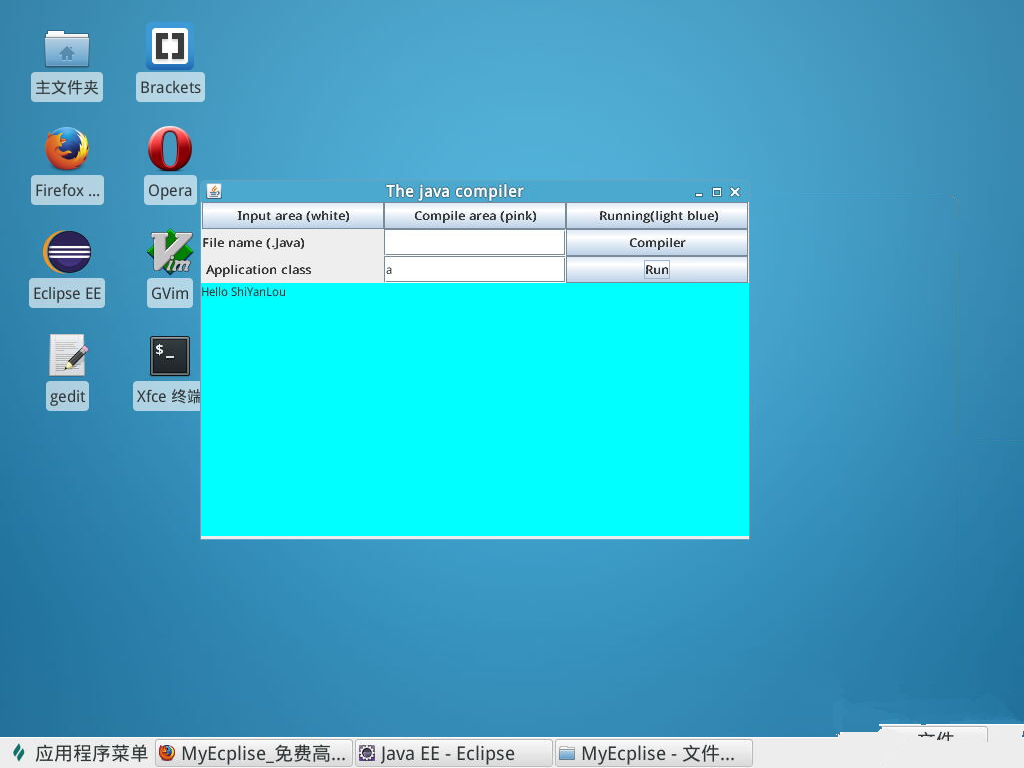 主文件夹
Brackets
Firefox ...
Opera
Eclipse EE
GVim
gedit
Xfce 终端
The java compiler
Input area (white)
Compile area (pink)
Running(light blue)
File name (.Java)
Compiler
Application class
a
Run
Hello ShiYanLou
应用程序菜单
MyEcplise_免费高...
Java EE - Eclipse
MyEcplise - 文件...